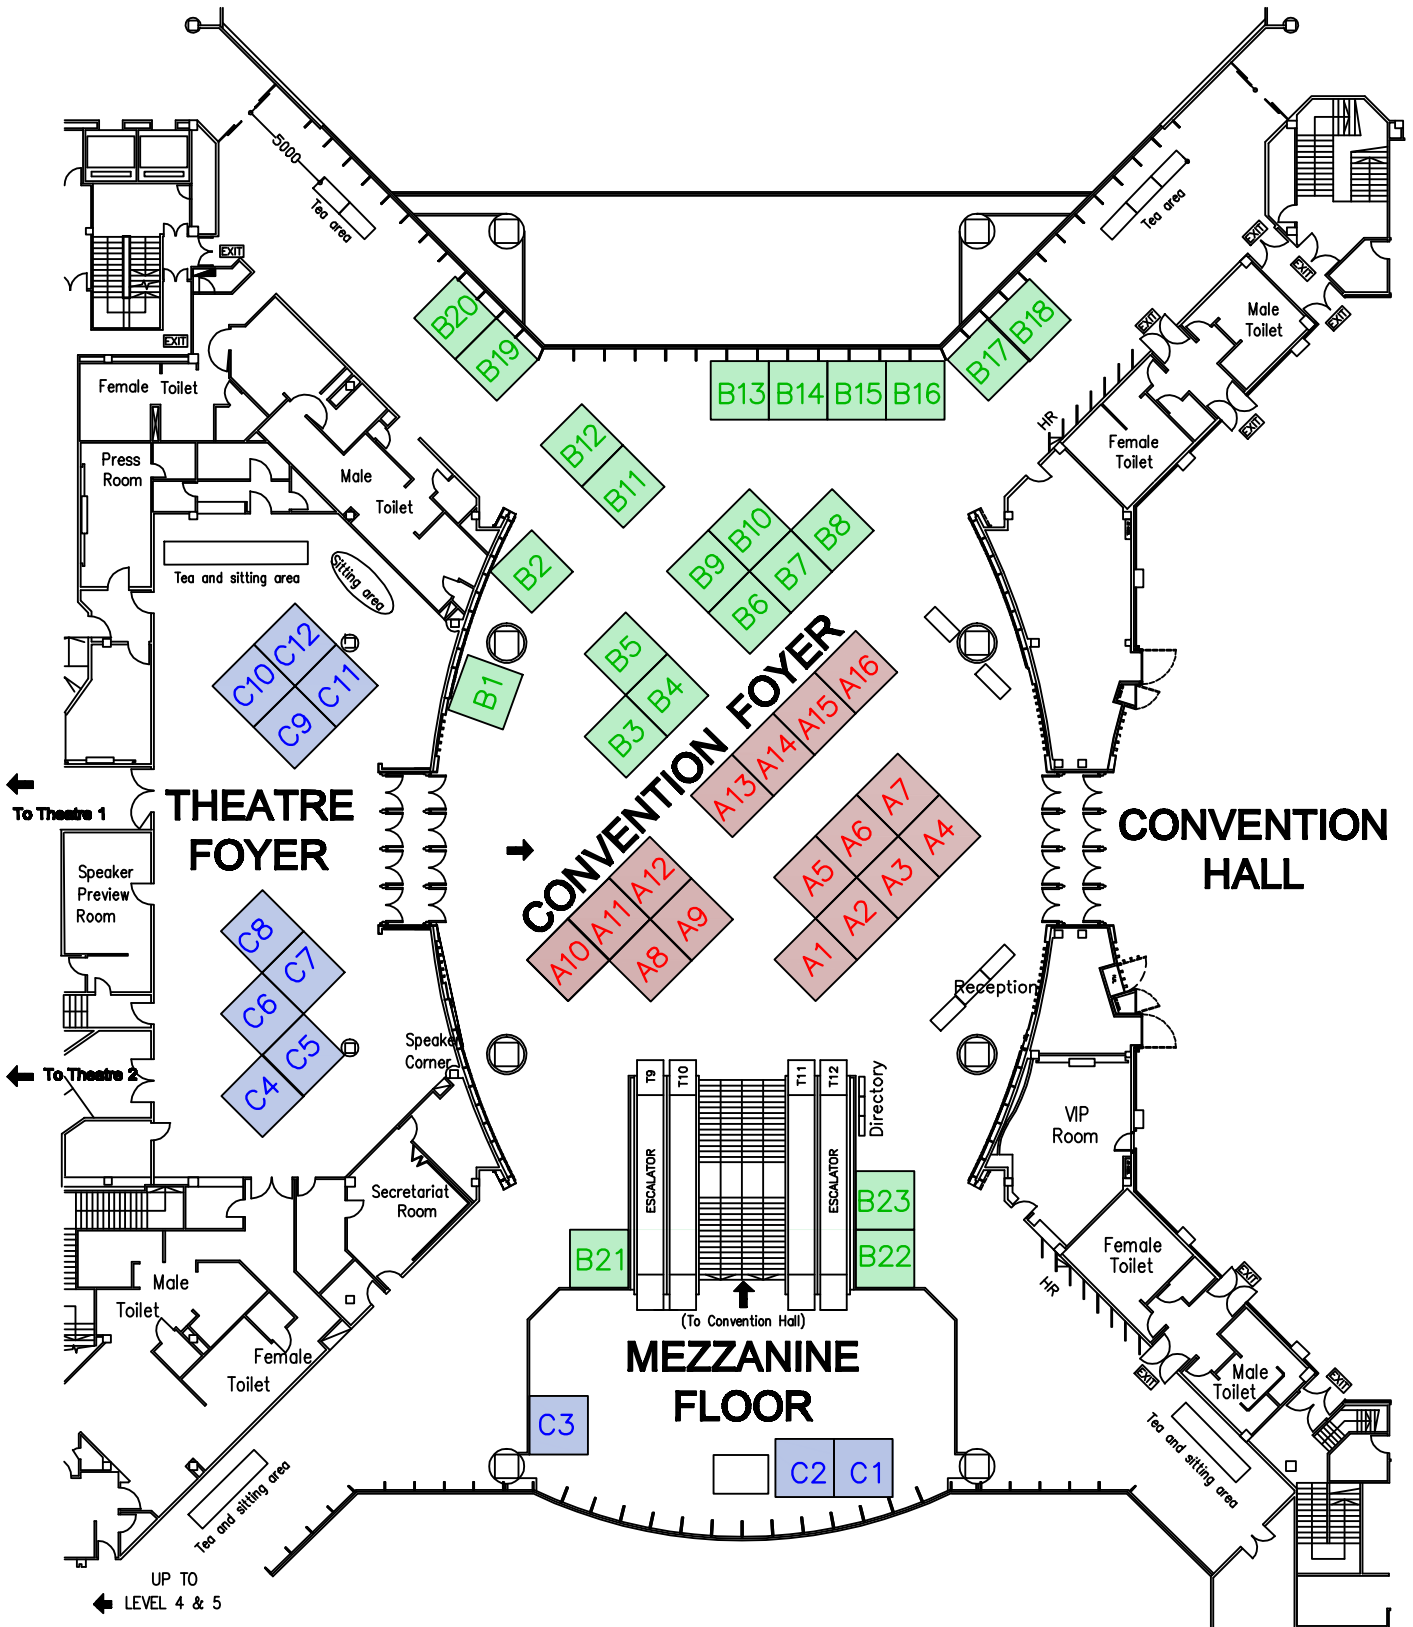 5000
Tea area
Tea area
EXIT
EXIT
EXIT
EXIT
EXIT
EXIT
EXIT
Male
Toilet
B20
B19
B18
B17
B13
B14
B15
B16
Female Toilet
HR
Female
Toilet
Press
Room
Male
Toilet
B12
B11
B10
B9
B8
B7
B6
B2
Tea and sitting area
Sitting area
C12
C10
C11
C9
B1
B5
B4
B3
CONVENTION FOYER
A16
A15
A14
A13
To Theatre 1
THEATRE
FOYER
CONVENTION
HALL
A7
A6
A5
A4
A3
A2
A1
A12
A11
A10
A9
A8
Speaker
Preview
Room
C8
C7
C6
C5
C4
Reception
Speaker
Corner
To Theatre 2
T9
T10
T11
T12
Directory
ESCALATOR
ESCALATOR
VIP
Room
Secretariat
Room
B23
B22
B21
Female
Toilet
HR
EXIT
Male
Toilet
(To Convention Hall)
MEZZANINE
FLOOR
Female
Toilet
Male
Toilet
EXIT
EXIT
C3
C2
C1
Tea and sitting area
Tea and sitting area
UP TO
LEVEL 4 & 5